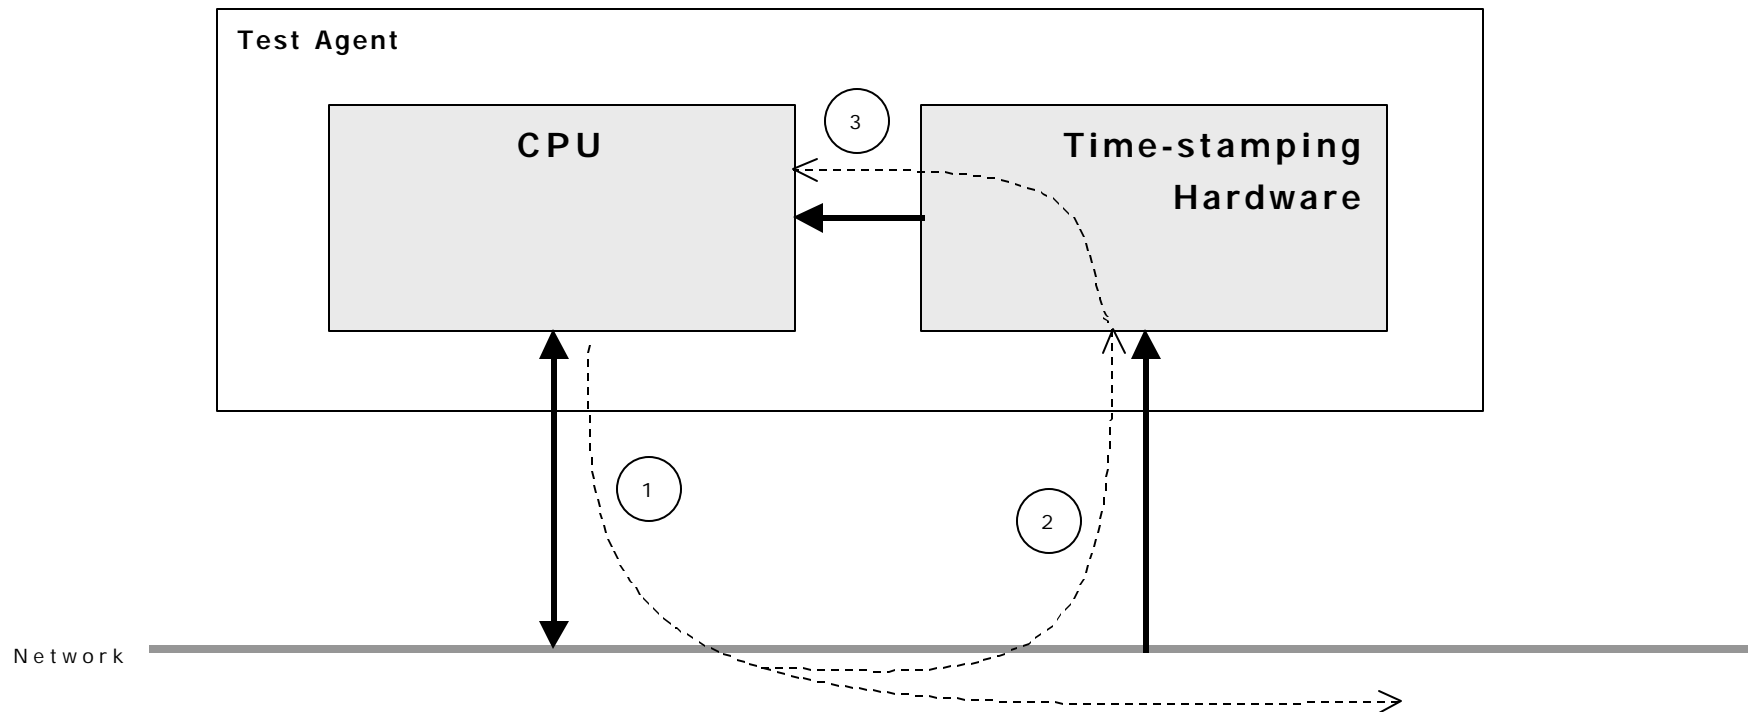 Test Agent
3
CPU
Time-stamping
Hardware
1
2
Network